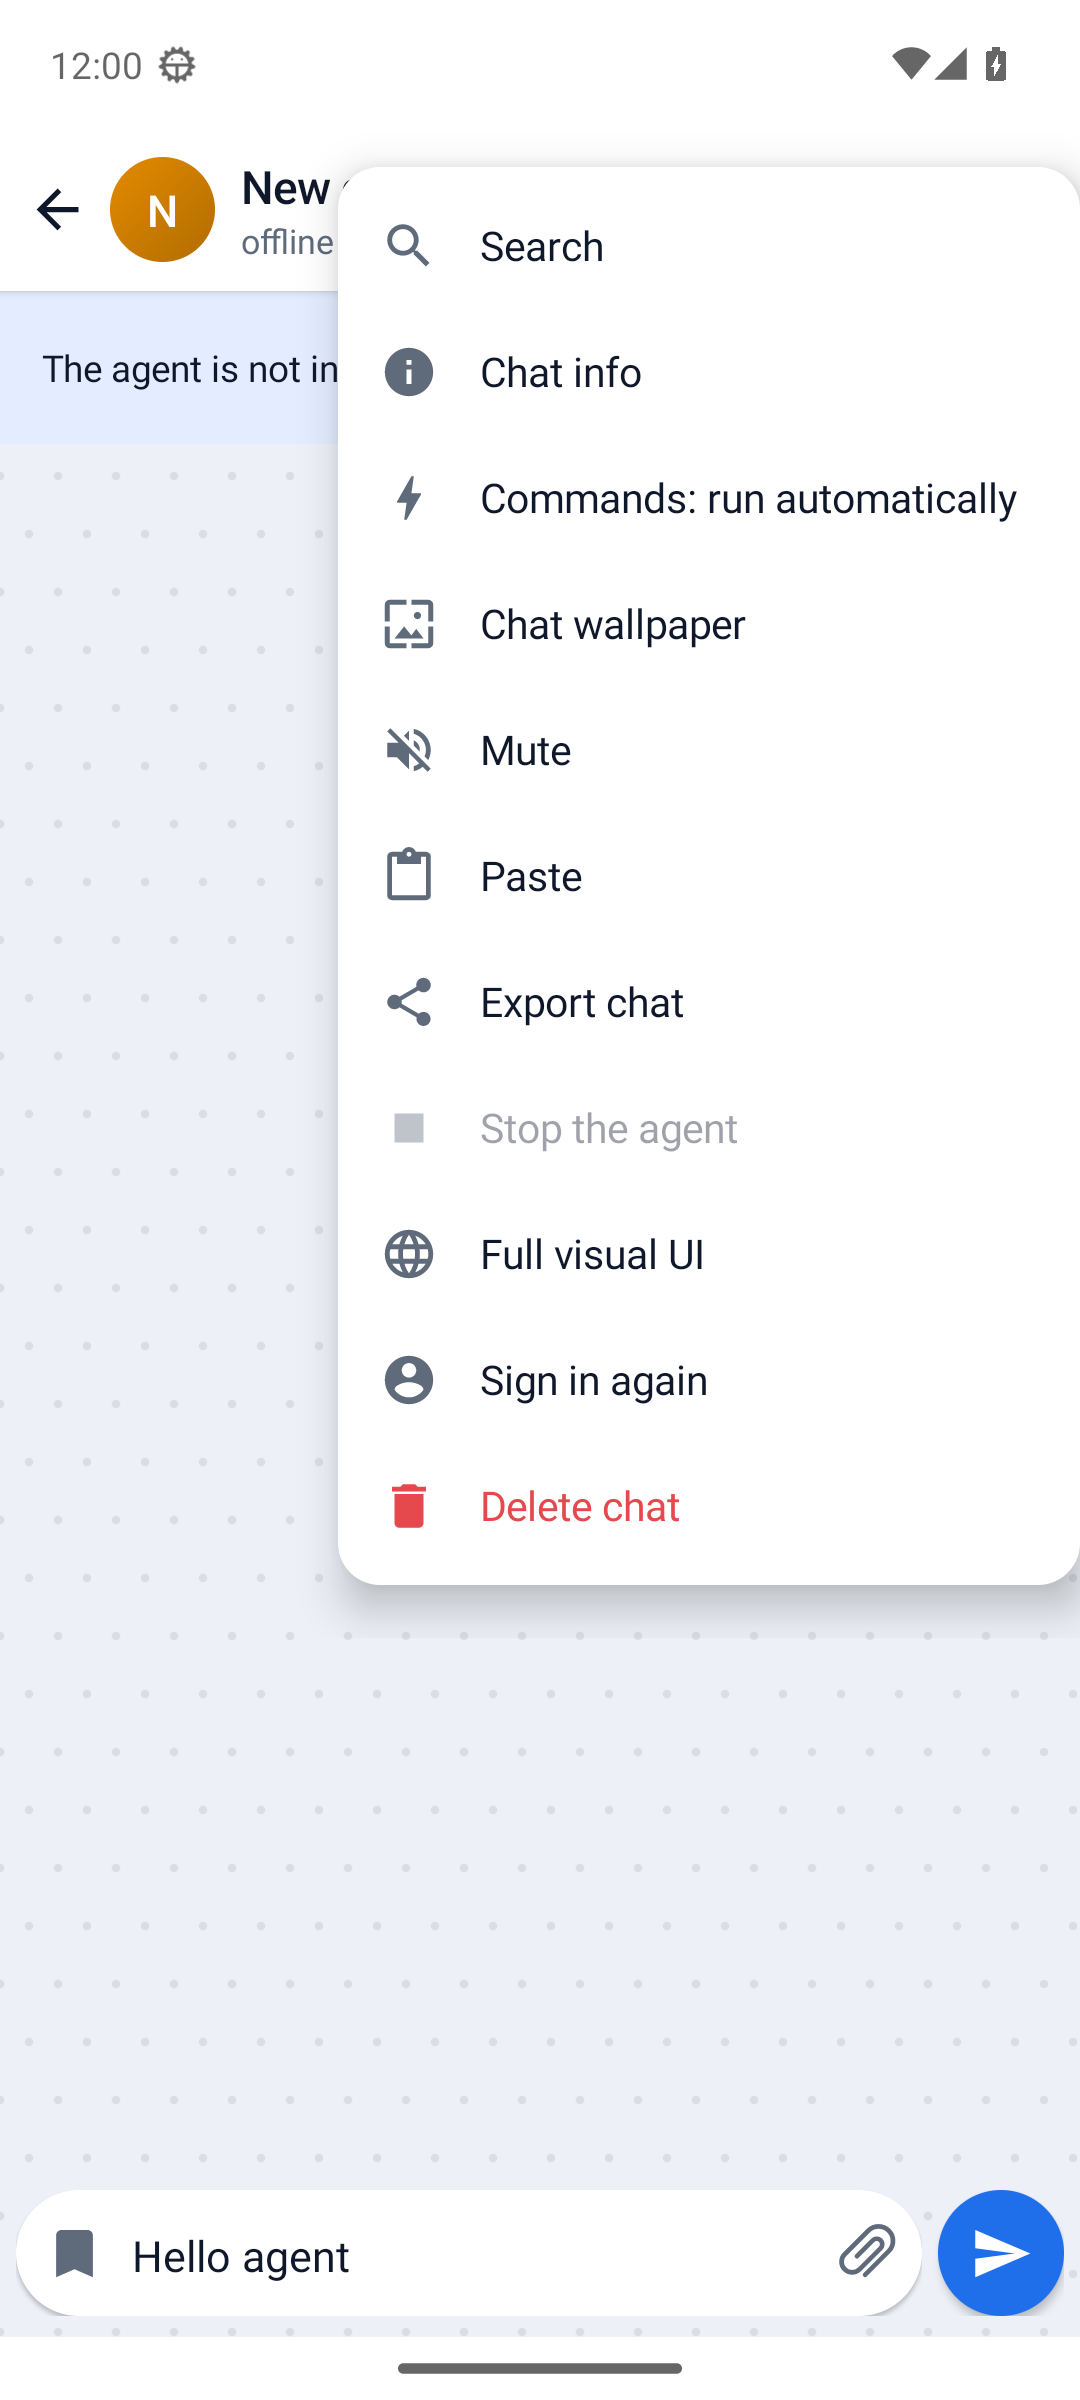 12:00
N
New
offline
The agent is not in
Search
Chat info
Commands: run automatically
Chat wallpaper
Mute
Paste
Export chat
Stop the agent
Full visual UI
Sign in again
Delete chat
Hello agent